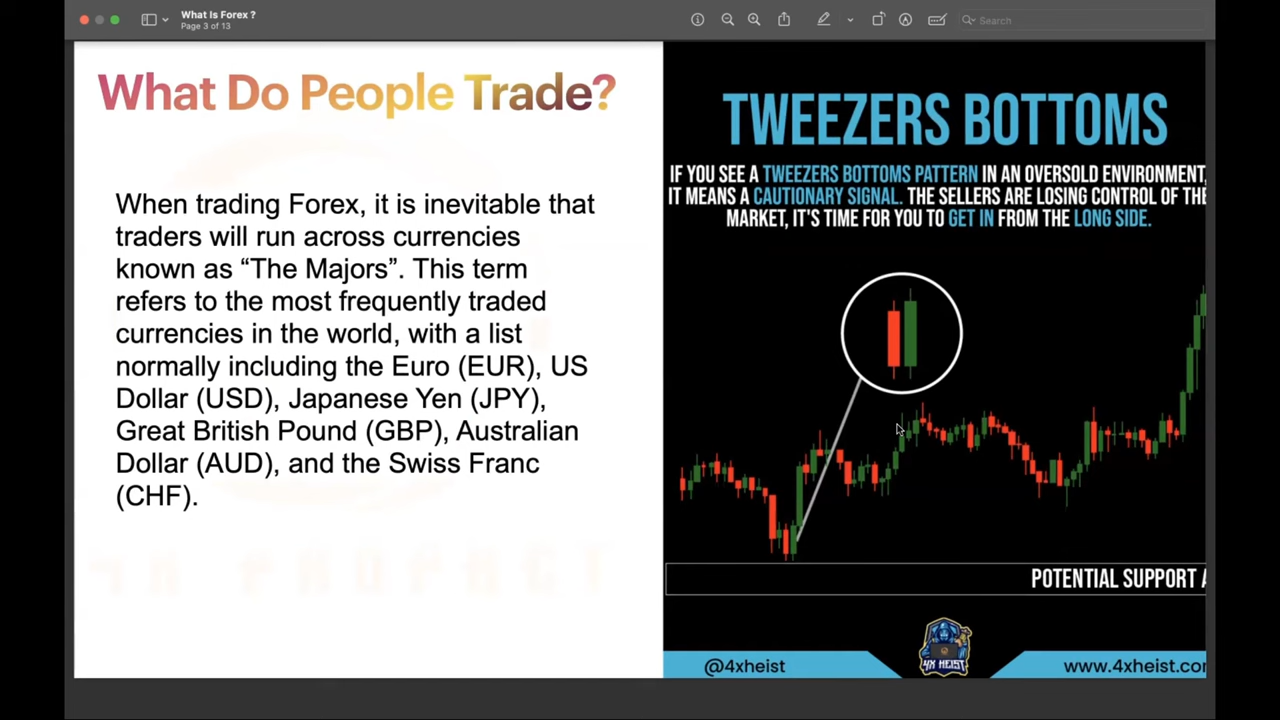 What Is Forex ?
Page 3 of 13
Search
What Do People Trade?
When trading Forex, it is inevitable that
traders will run across currencies
known as “The Majors”. This term
refers to the most frequently traded
currencies in the world, with a list
normally including the Euro (EUR), US
Dollar (USD), Japanese Yen (JPY),
Great British Pound (GBP), Australian
Dollar (AUD), and the Swiss Franc
(CHF).
TWEEZERS BOTTOMS
IF YOU SEE A TWEEZERS BOTTOMS PATTERN IN AN OVERSOLD ENVIRONMENT,
IT MEANS A CAUTIONARY SIGNAL. THE SELLERS ARE LOSING CONTROL OF THE
MARKET, IT'S TIME FOR YOU TO GET IN FROM THE LONG SIDE.
POTENTIAL SUPPORT
@4xheist
4X HEIST
www.4xheist.co